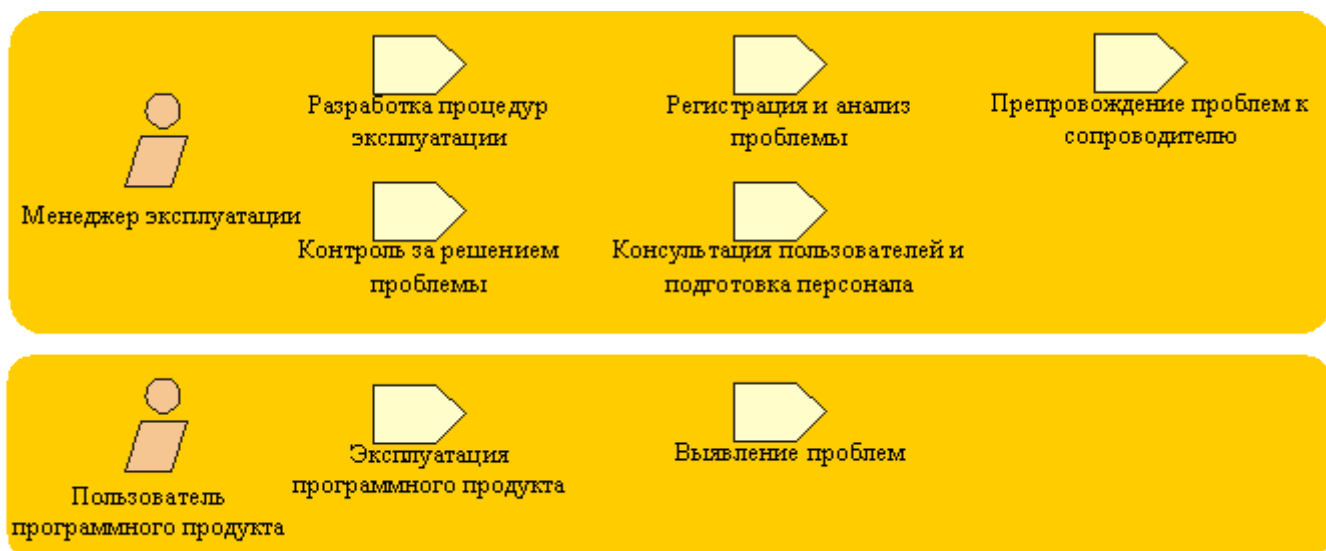 Разработка процедур
эксплуатации
Регистрация и анализ
проблемы
Препровождение проблем к
сопроводителю
Менеджер эксплуатации
Контроль за решением
проблемы
Консультация пользователей и
подготовка персонала
Эксплуатация
программного продукта
Выявление проблем
Пользователь
программного продукта